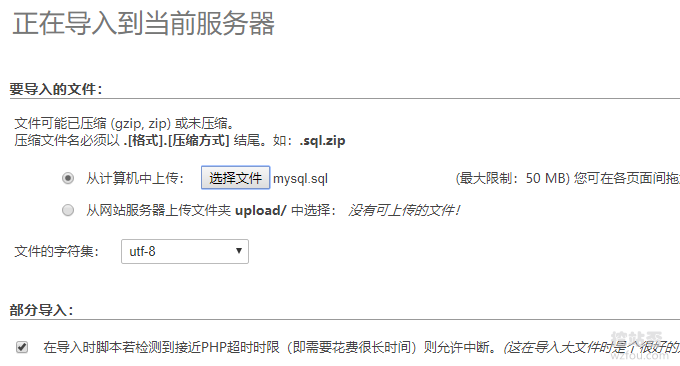 正在导入到当前服务器
要导入的文件：
文件可能已压缩 (gzip, zip) 或未压缩。
压缩文件名必须以 .[格式].[压缩方式] 结尾。如：.sql.zip
从计算机中上传： 选择文件 mysql.sql (最大限制：50 MB) 您可在各页面间拖
从网站服务器上传文件夹 upload/ 中选择： 没有可上传的文件！
文件的字符集： utf-8
部分导入：
在导入时脚本若检测到接近PHP超时时限（即需要花费很长时间）则允许中断。(这在导入大文件时是个很好的